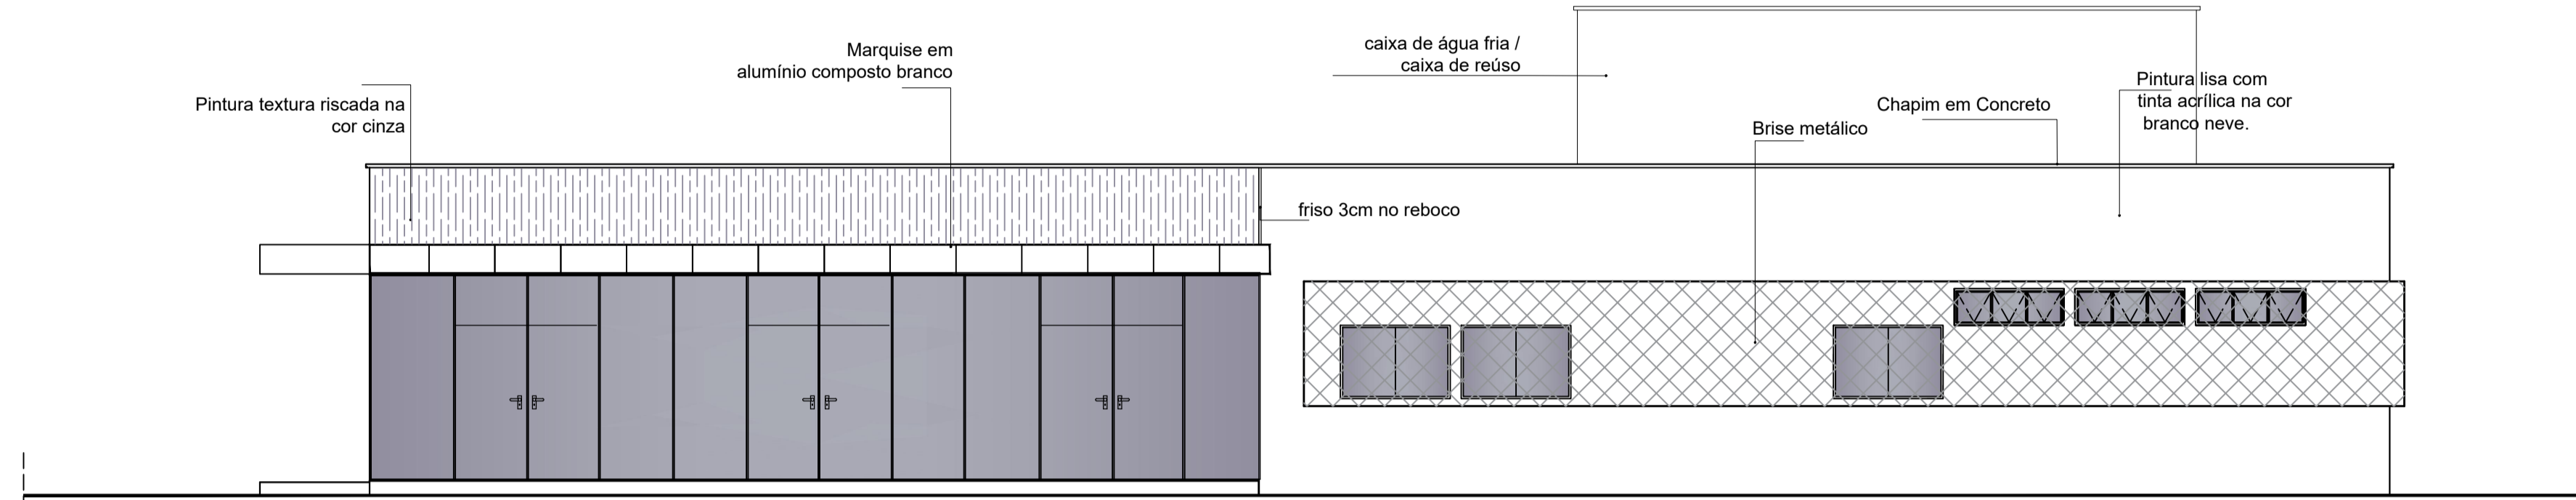 Pintura textura riscada na
cor cinza
Marquise em
alumínio composto branco
caixa de água fria /
caixa de reúso
Brise metálico
Chapim em Concreto
Pintura lisa com
tinta acrílica na cor
branco neve.
friso 3cm no reboco